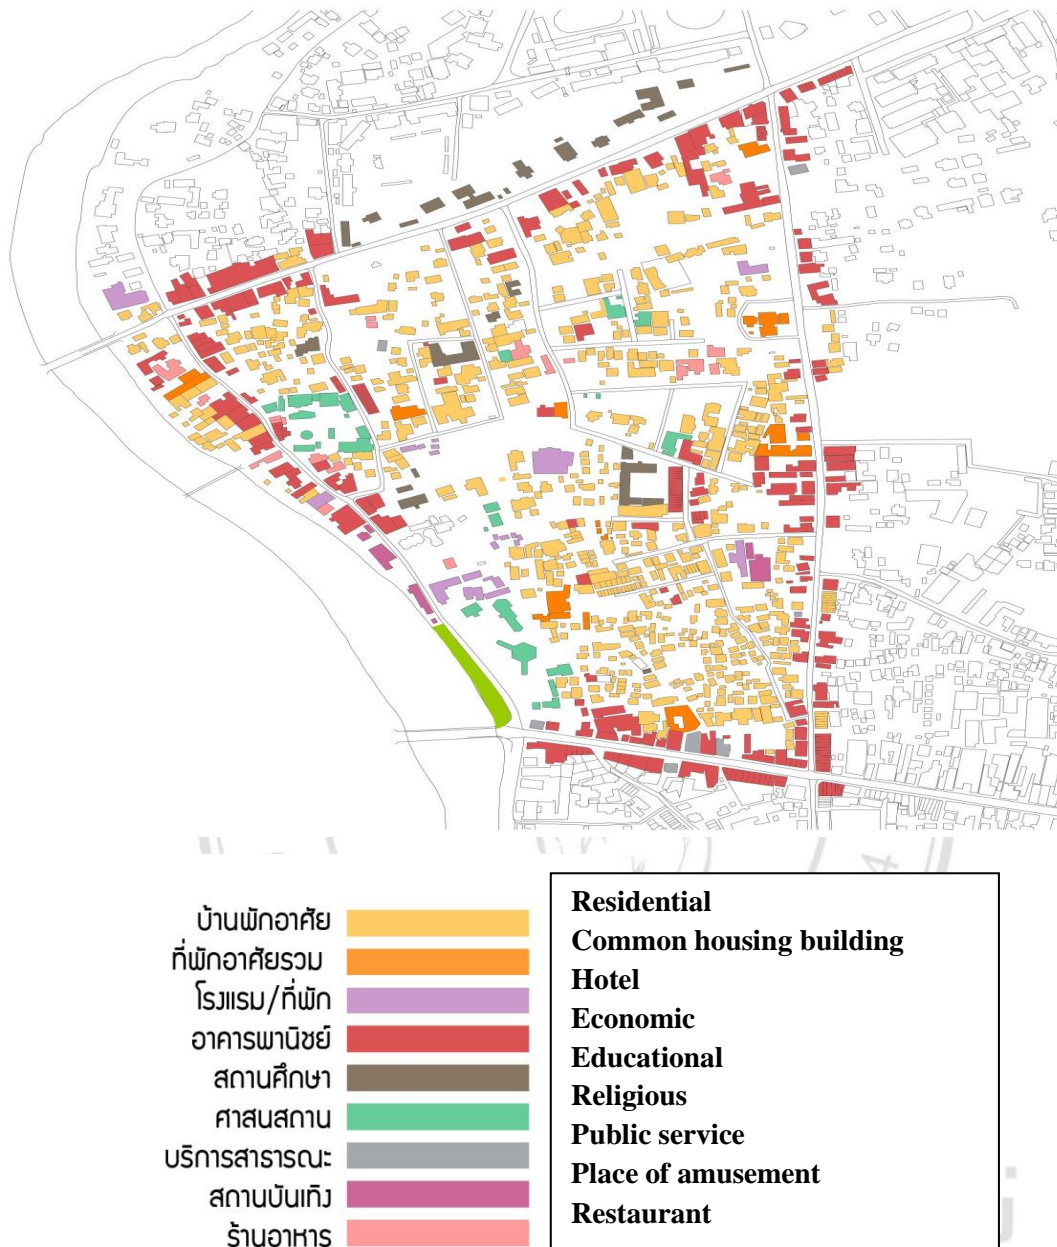 บ้านพักอาศัย
ที่พักอาศัยรวม
โรงแรม/ที่พัก
อาคารพานิชย์
สถานศึกษา
ศาสนสถาน
บริการสาธารณะ
สถานบันเทิง
ร้านอาหาร
Residential
Common housing building
Hotel
Economic
Educational
Religious
Public service
Place of amusement
Restaurant